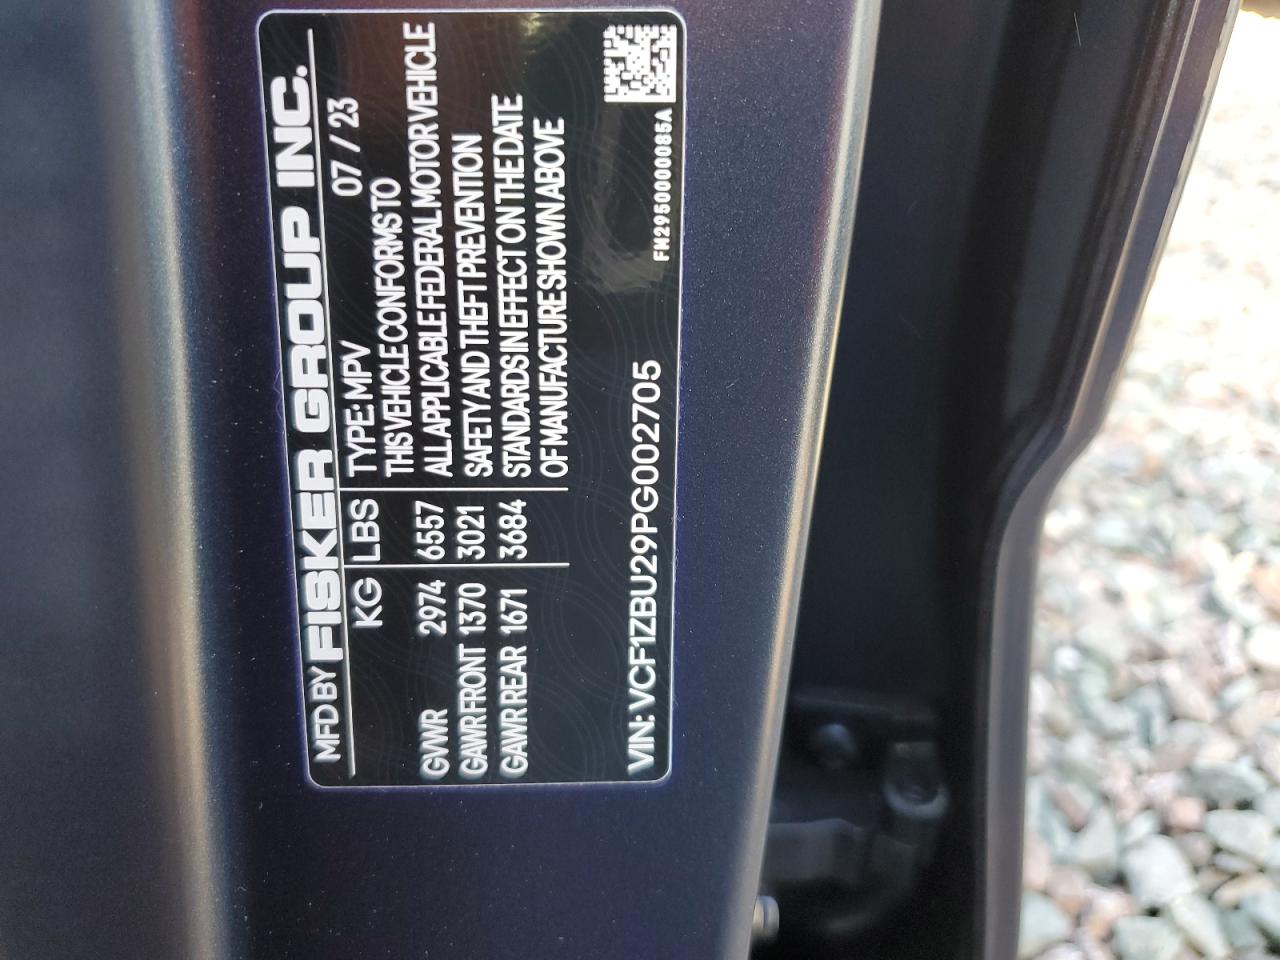 MFD BY FISKER GROUP INC.
KG LBS TYPE: MPV 07 / 23
THIS VEHICLE CONFORMS TO
GVWR 2974 6557 ALL APPLICABLE FEDERAL MOTOR VEHICLE
GAWR FRONT 1370 3021 SAFETY AND THEFT PREVENTION
GAWR REAR 1671 3684 STANDARDS IN EFFECT ON THE DATE
OF MANUFACTURE SHOWN ABOVE
VIN: VCF1ZBU29PG002705
FM2950000085A